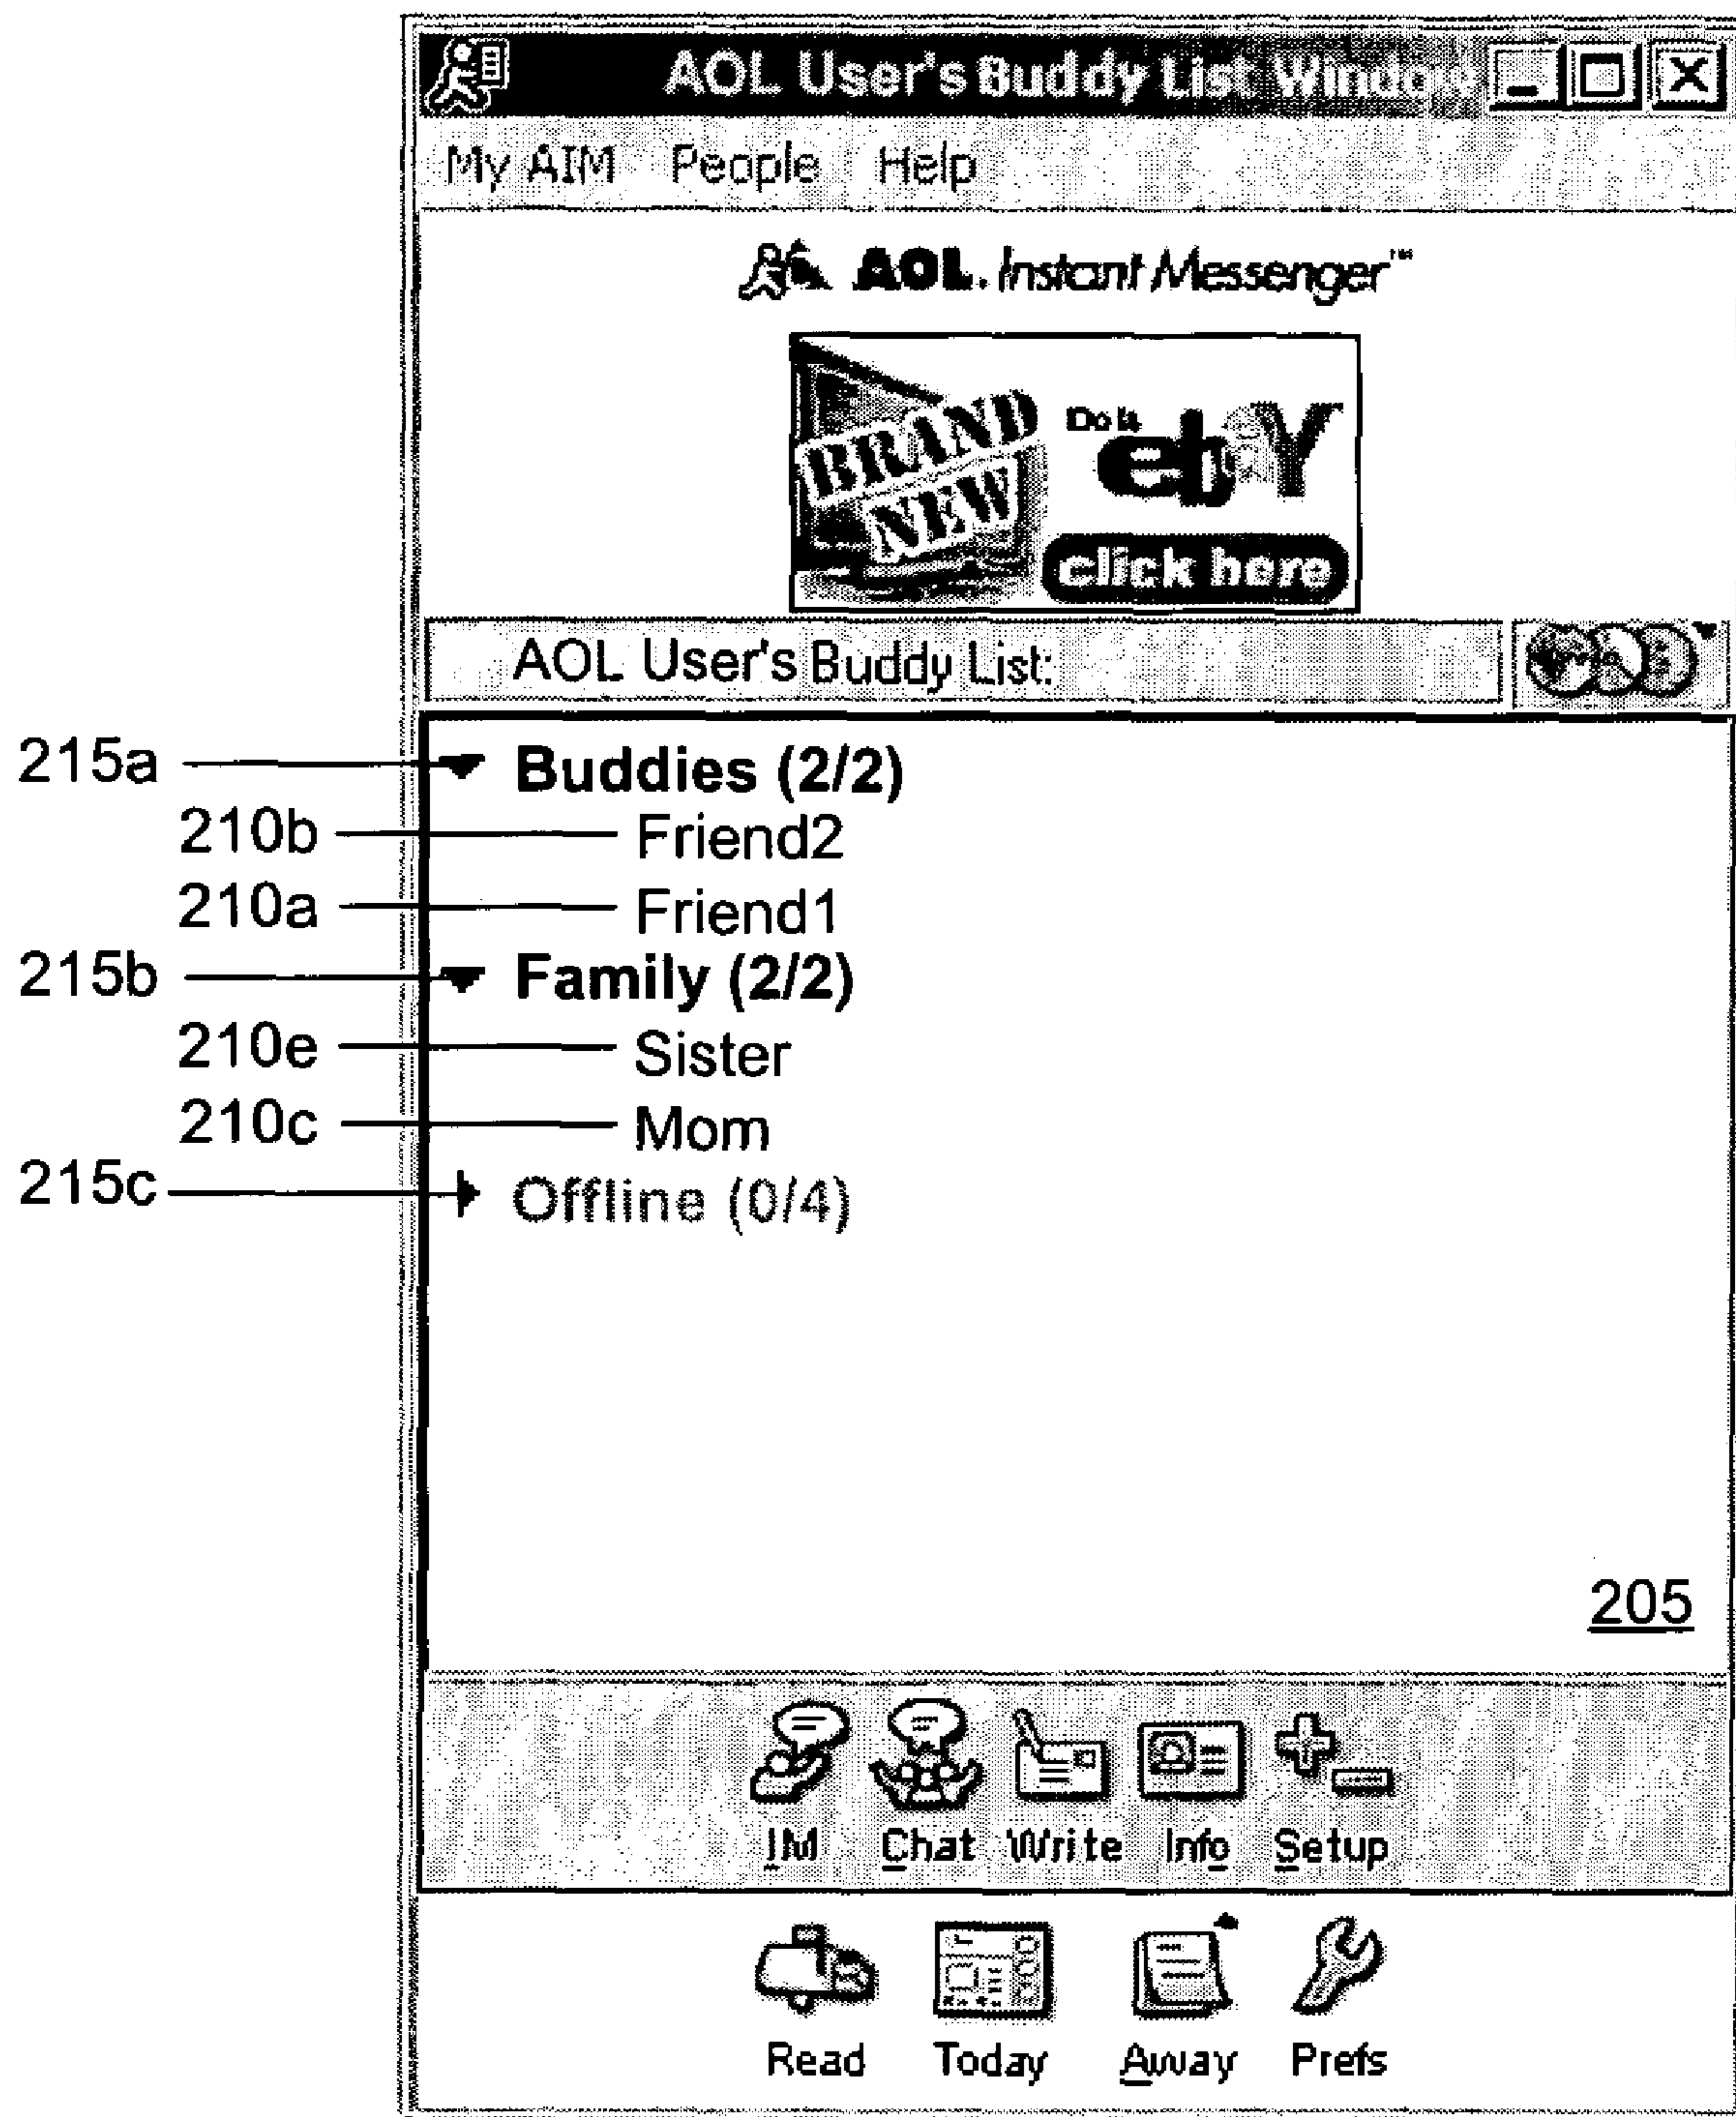 AOL User's Buddy List Window
My AIM People Help
AOL Instant Messenger™
BRAND NEW
Do it
ebY
click here
AOL User's Buddy List:
215a Buddies (2/2)
210b Friend2
210a Friend1
215b Family (2/2)
210e Sister
210c Mom
215c Offline (0/4)
205
IM Chat Write Info Setup
Read Today Away Prefs